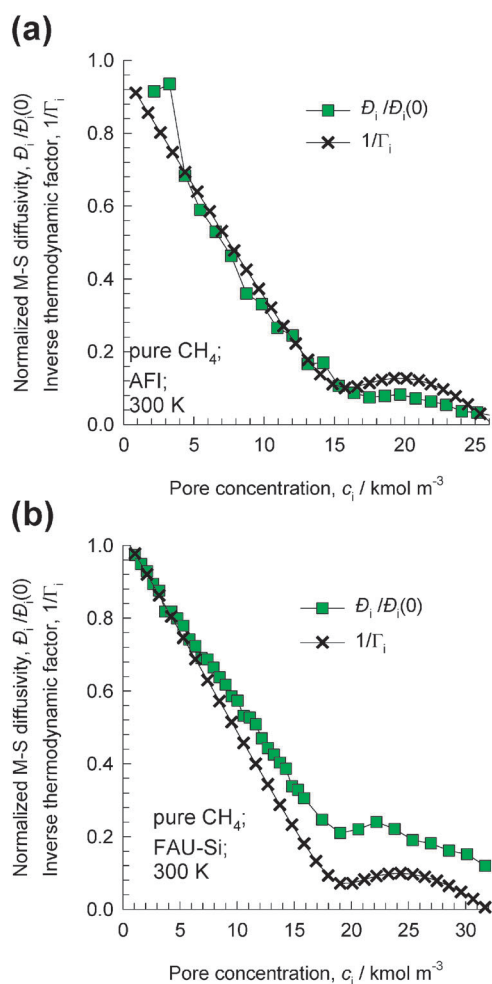 (a)
Normalized M-S diffusivity, Đᵢ/Đᵢ(0)
Inverse thermodynamic factor, 1/Γᵢ
1.0
0.8
0.6
0.4
0.2
0.0
Đᵢ/Đᵢ(0)
1/Γᵢ
pure CH₄;
AFI;
300 K
0 5 10 15 20 25
Pore concentration, cᵢ / kmol m⁻³
(b)
Normalized M-S diffusivity, Đᵢ/Đᵢ(0)
Inverse thermodynamic factor, 1/Γᵢ
1.0
0.8
0.6
0.4
0.2
0.0
Đᵢ/Đᵢ(0)
1/Γᵢ
pure CH₄;
FAU-Si;
300 K
0 5 10 15 20 25 30
Pore concentration, cᵢ / kmol m⁻³